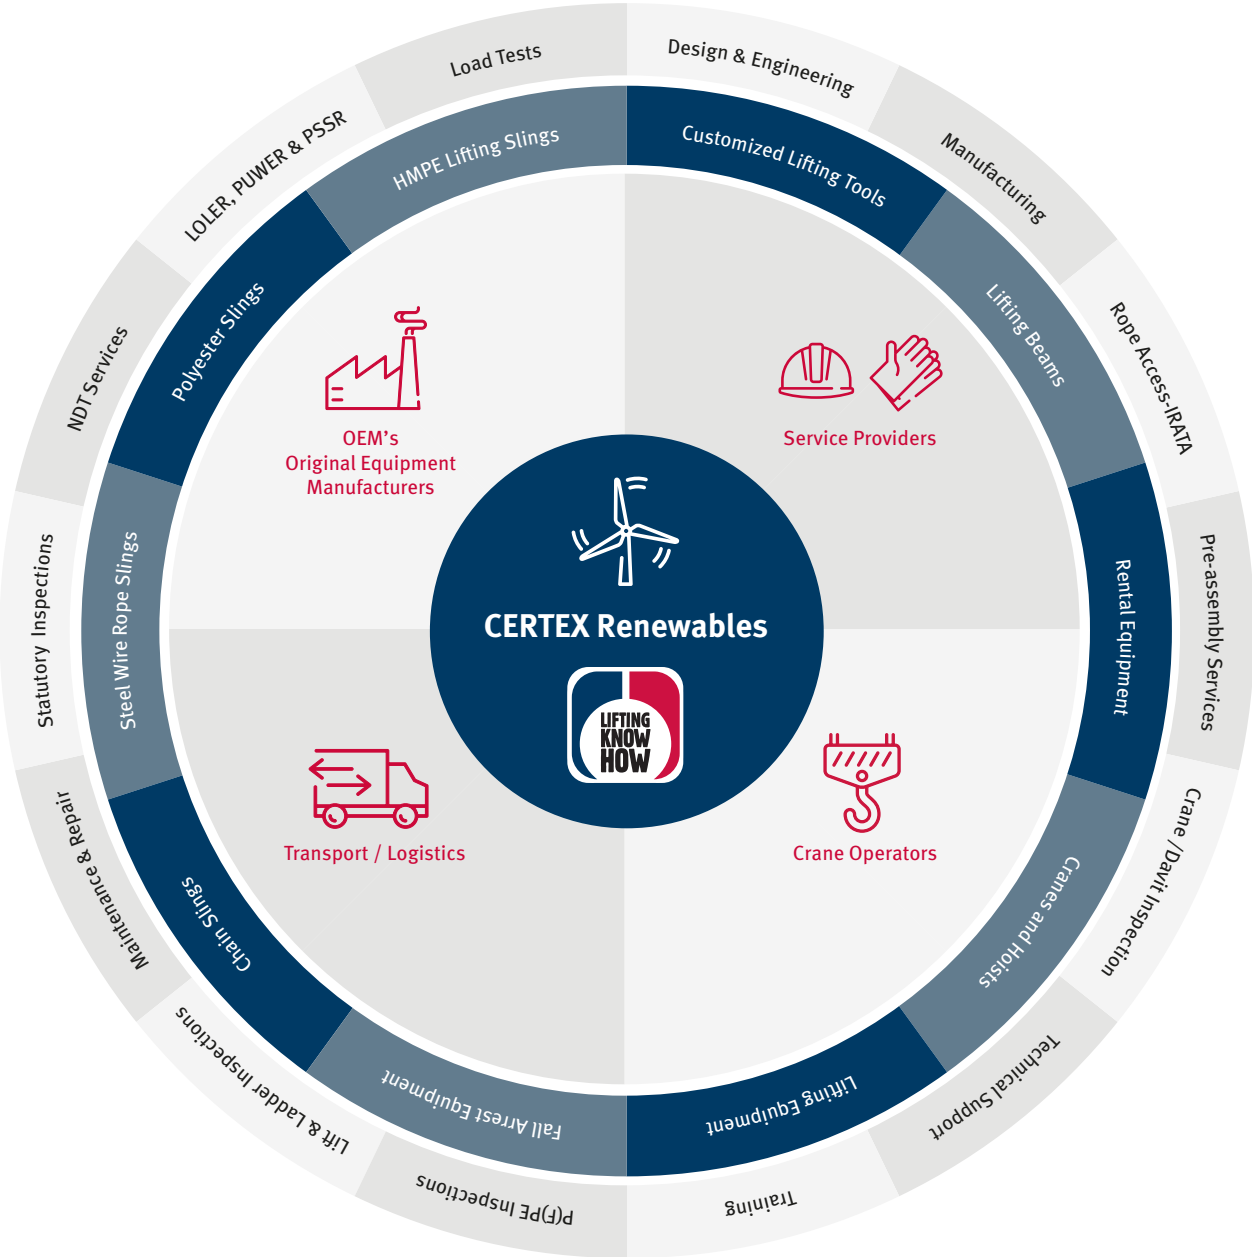 Load Tests
Design & Engineering
Manufacturing
Rope Access-IRATA
Pre-assembly Services
Crane / Davit Inspection
Technical Support
Training
P(F)PE Inspections
Lift & Ladder Inspections
Maintenance & Repair
Statutory Inspections
NDT Services
LOLER, PUWER & PSSR
HMPE Lifting Slings
Customized Lifting Tools
Lifting Beams
Rental Equipment
Cranes and Hoists
Lifting Equipment
Fall Arrest Equipment
Chain Slings
Steel Wire Rope Slings
Polyester Slings
OEM’s
Original Equipment
Manufacturers
Service Providers
CERTEX Renewables
LIFTING
KNOW
HOW
Transport / Logistics
Crane Operators